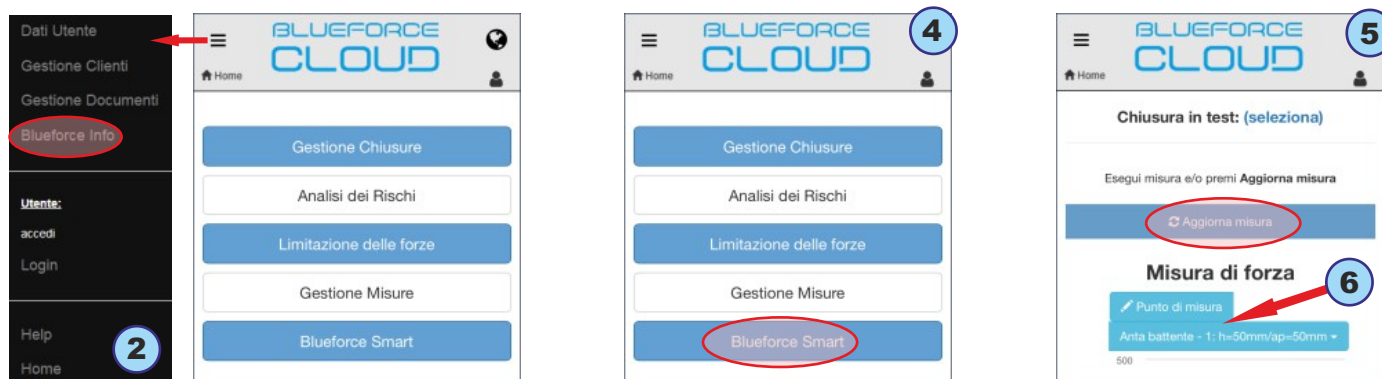 Dati Utente
Gestione Clienti
Gestione Documenti
Blueforce Info
Utente:
accedi
Login
Help
Home
2
BLUEFORCE
CLOUD
Home
Gestione Chiusure
Analisi dei Rischi
Limitazione delle forze
Gestione Misure
Blueforce Smart
4
BLUEFORCE
CLOUD
Home
Gestione Chiusure
Analisi dei Rischi
Limitazione delle forze
Gestione Misure
Blueforce Smart
5
BLUEFORCE
CLOUD
Home
Chiusura in test: (seleziona)
Esegui misura e/o premi Aggiorna misura
Aggiorna misura
Misura di forza
6
Punto di misura
Anta battente - 1: h=50mm/ap=50mm
500